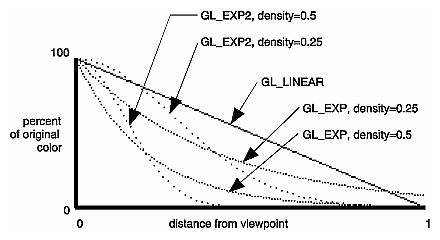 GL_EXP2, density=0.5
GL_EXP2, density=0.25
100
GL_LINEAR
GL_EXP, density=0.25
percent
of original
color
GL_EXP, density=0.5
0
0
distance from viewpoint
1